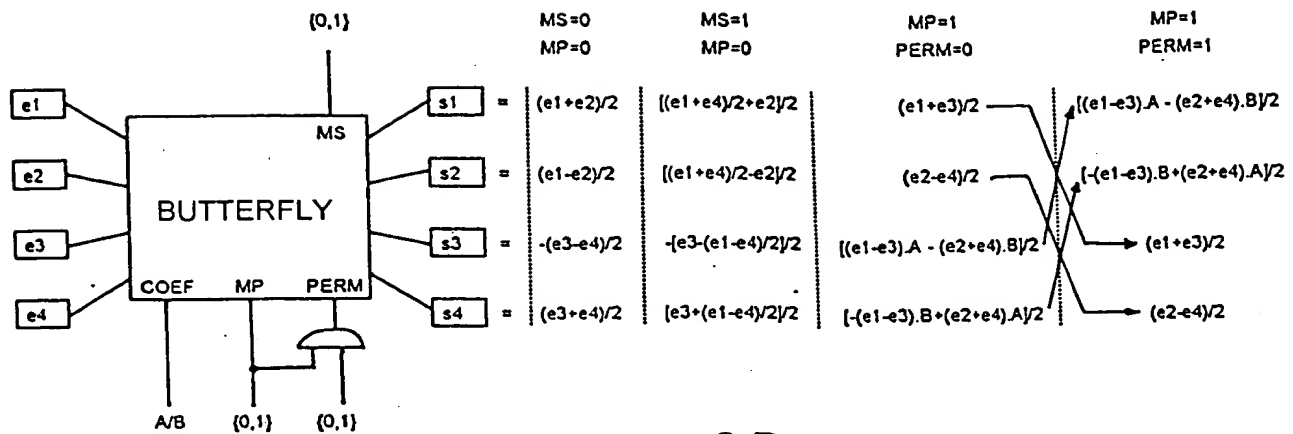 {0,1} MS=0 MS=1 MP=1 MP=1
MP=0 MP=0 PERM=0 PERM=1
e1 s1 = (e1+e2)/2 [(e1+e4)/2+e2]/2 (e1+e3)/2 [(e1-e3).A - (e2+e4).B]/2
MS
e2 s2 = (e1-e2)/2 [(e1+e4)/2-e2]/2 (e2-e4)/2 [-(e1-e3).B+(e2+e4).A]/2
BUTTERFLY
e3 s3 = -(e3-e4)/2 -[e3-(e1-e4)/2]/2 [(e1-e3).A - (e2+e4).B]/2 (e1+e3)/2
COEF MP PERM
e4 s4 = (e3+e4)/2 [e3+(e1-e4)/2]/2 [-(e1-e3).B+(e2+e4).A]/2 (e2-e4)/2
A/B {0,1} {0,1}